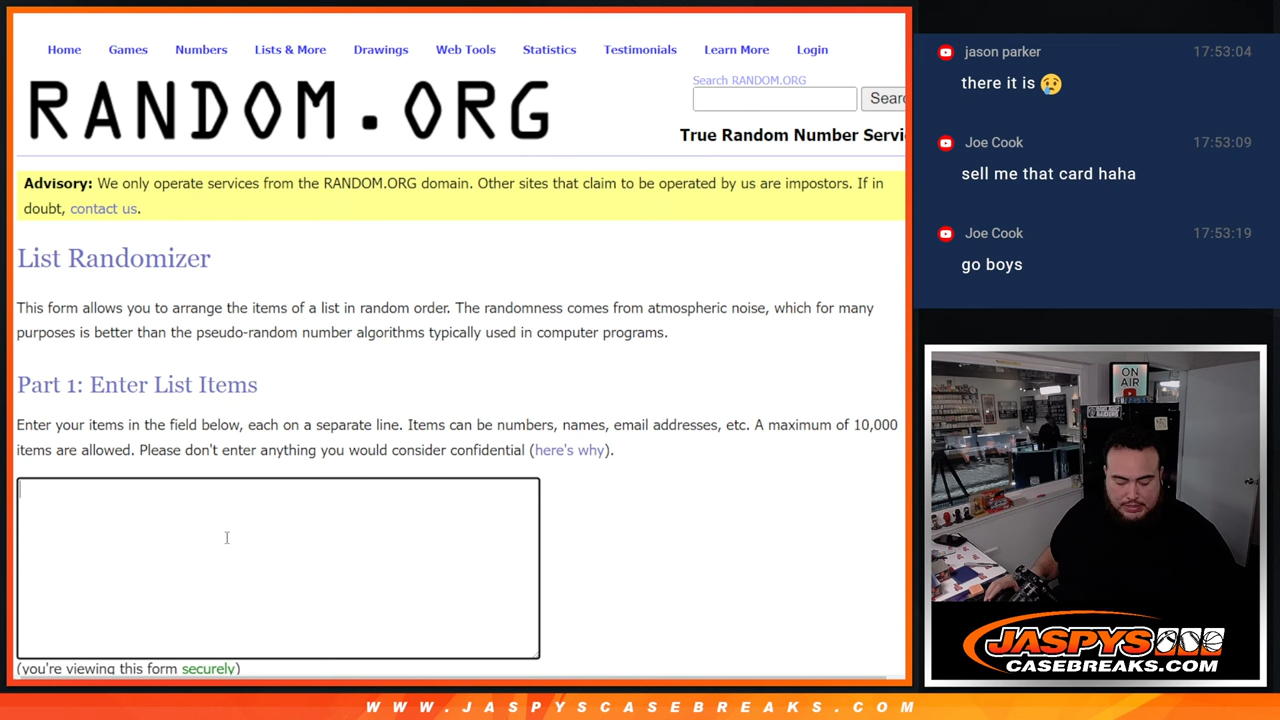 Home Games Numbers Lists & More Drawings Web Tools Statistics Testimonials Learn More Login
RANDOM.ORG
Search RANDOM.ORG
True Random Number Servi
Advisory: We only operate services from the RANDOM.ORG domain. Other sites that claim to be operated by us are impostors. If in
doubt, contact us.
List Randomizer
This form allows you to arrange the items of a list in random order. The randomness comes from atmospheric noise, which for many
purposes is better than the pseudo-random number algorithms typically used in computer programs.
Part 1: Enter List Items
Enter your items in the field below, each on a separate line. Items can be numbers, names, email addresses, etc. A maximum of 10,000
items are allowed. Please don't enter anything you would consider confidential (here's why).
(you're viewing this form securely)
jason parker 17:53:04
there it is 😢
Joe Cook 17:53:09
sell me that card haha
Joe Cook 17:53:19
go boys
ON
AIR
JASPYS
CASEBREAKS.COM
WWW.JASPYSCASEBREAKS.COM